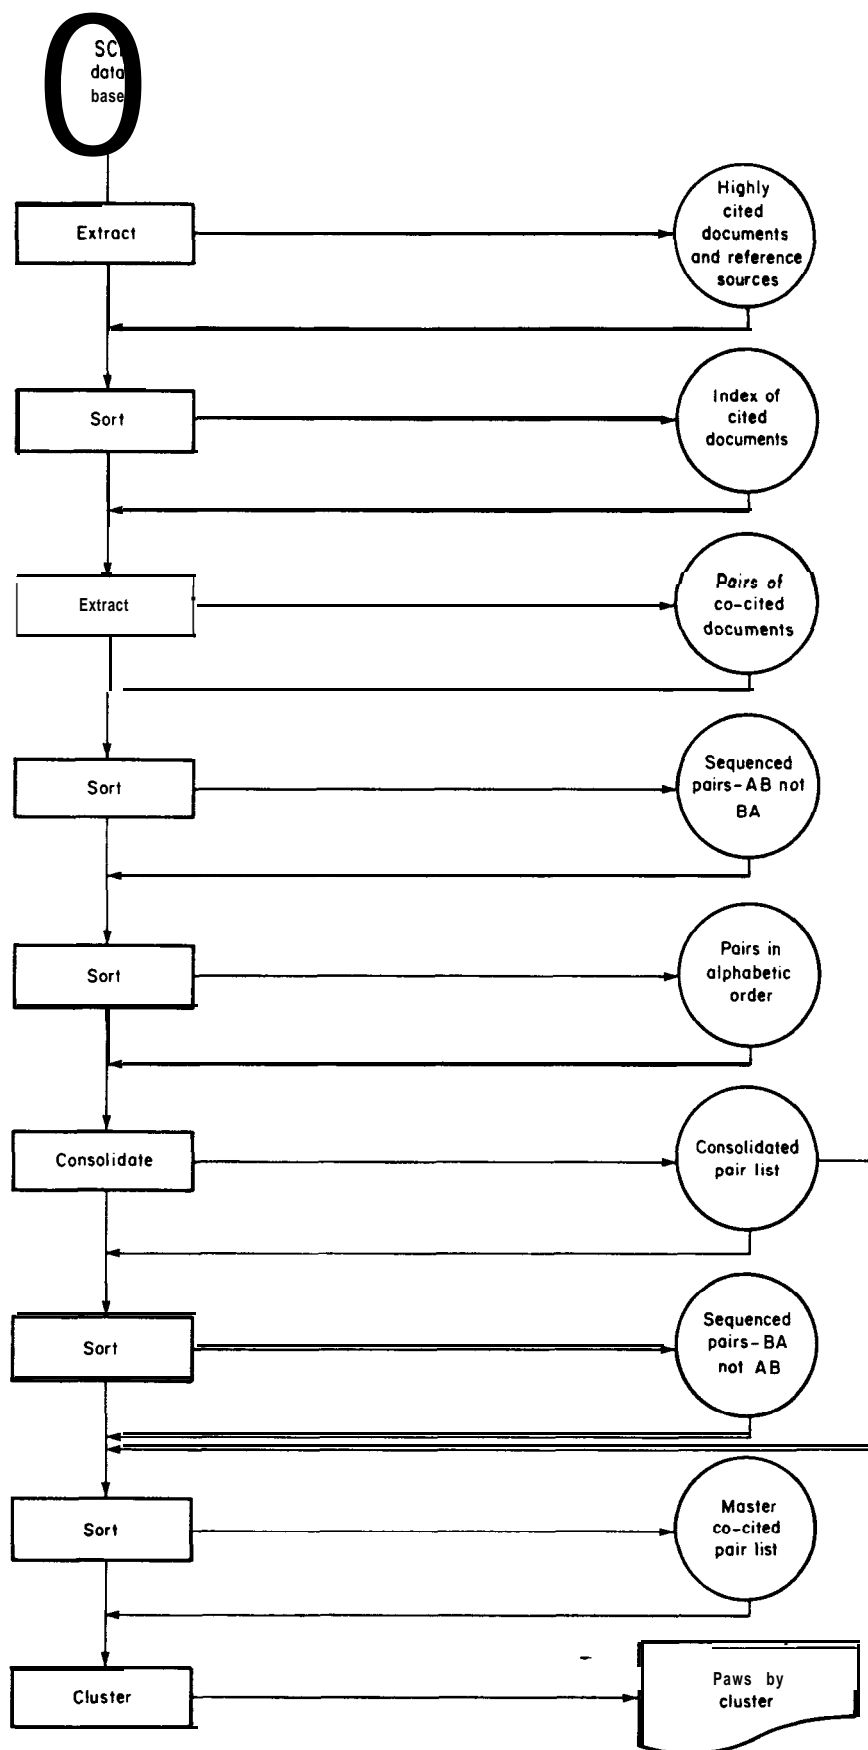 SCI
data
base
Extract
Highly
cited
documents
and reference
sources
Sort
Index of
cited
documents
Extract
Pairs of
co-cited
documents
Sort
Sequenced
pairs-AB not
BA
Sort
Pairs in
alphabetic
order
Consolidate
Consolidated
pair list
Sort
Sequenced
pairs-BA
not AB
Sort
Master
co-cited
pair list
Cluster
Paws by
cluster